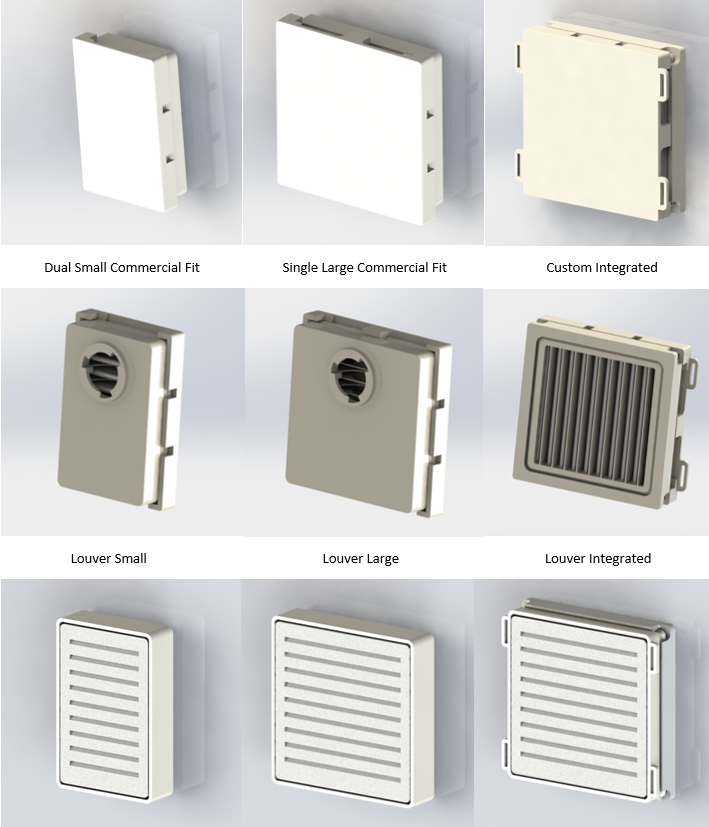 Dual Small Commercial Fit
Single Large Commercial Fit
Custom Integrated
Louver Small
Louver Large
Louver Integrated